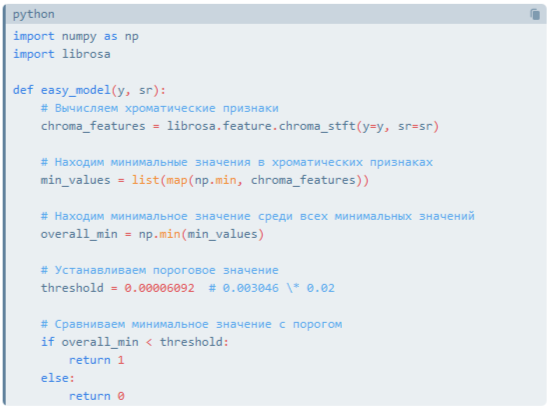 python
import numpy as np
import librosa
def easy_model(y, sr):
# Вычисляем хроматические признаки
chroma_features = librosa.feature.chroma_stft(y=y, sr=sr)
# Находим минимальные значения в хроматических признаках
min_values = list(map(np.min, chroma_features))
# Находим минимальное значение среди всех минимальных значений
overall_min = np.min(min_values)
# Устанавливаем пороговое значение
threshold = 0.00006092  # 0.003046 \* 0.02
# Сравниваем минимальное значение с порогом
if overall_min < threshold:
return 1
else:
return 0